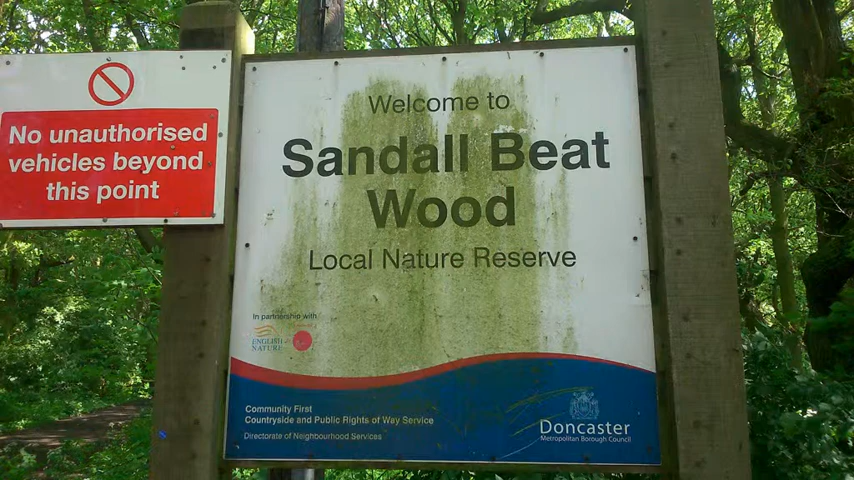 No unauthorised
vehicles beyond
this point
Welcome to
Sandall Beat
Wood
Local Nature Reserve
In partnership with
ENGLISH
NATURE
Community First
Countryside and Public Rights of Way Service
Directorate of Neighbourhood Services
Doncaster
Metropolitan Borough Council